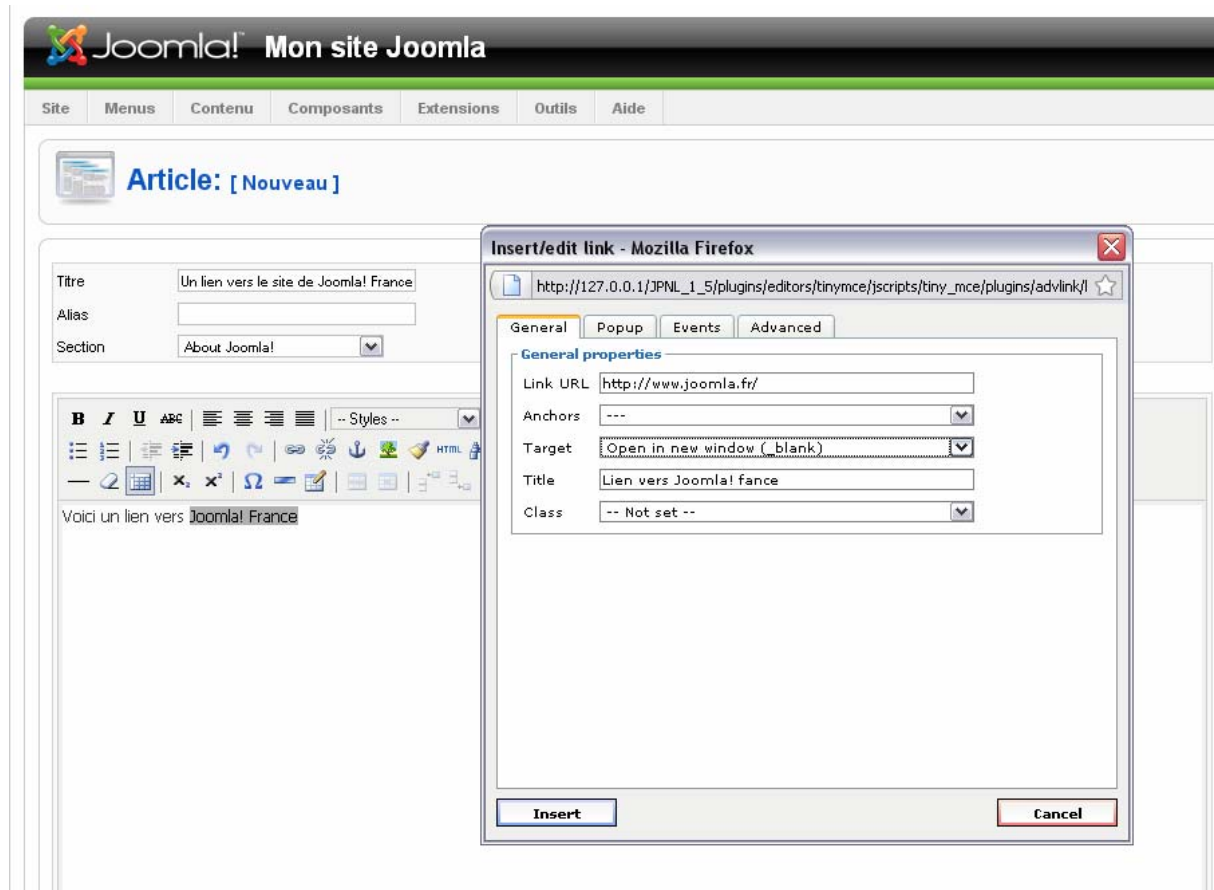 Joomla! Mon site Joomla
Site Menus Contenu Composants Extensions Outils Aide
Article: [ Nouveau ]
Titre Un lien vers le site de Joomla! France
Alias
Section About Joomla!
B I U ABC -- Styles --
HTML
Voici un lien vers Joomla! France
Insert/edit link - Mozilla Firefox
http://127.0.0.1/JPNL_1_5/plugins/editors/tinymce/jscripts/tiny_mce/plugins/advlink/l
General Popup Events Advanced
General properties
Link URL http://www.joomla.fr/
Anchors ---
Target Open in new window (_blank)
Title Lien vers Joomla! fance
Class -- Not set --
Insert Cancel